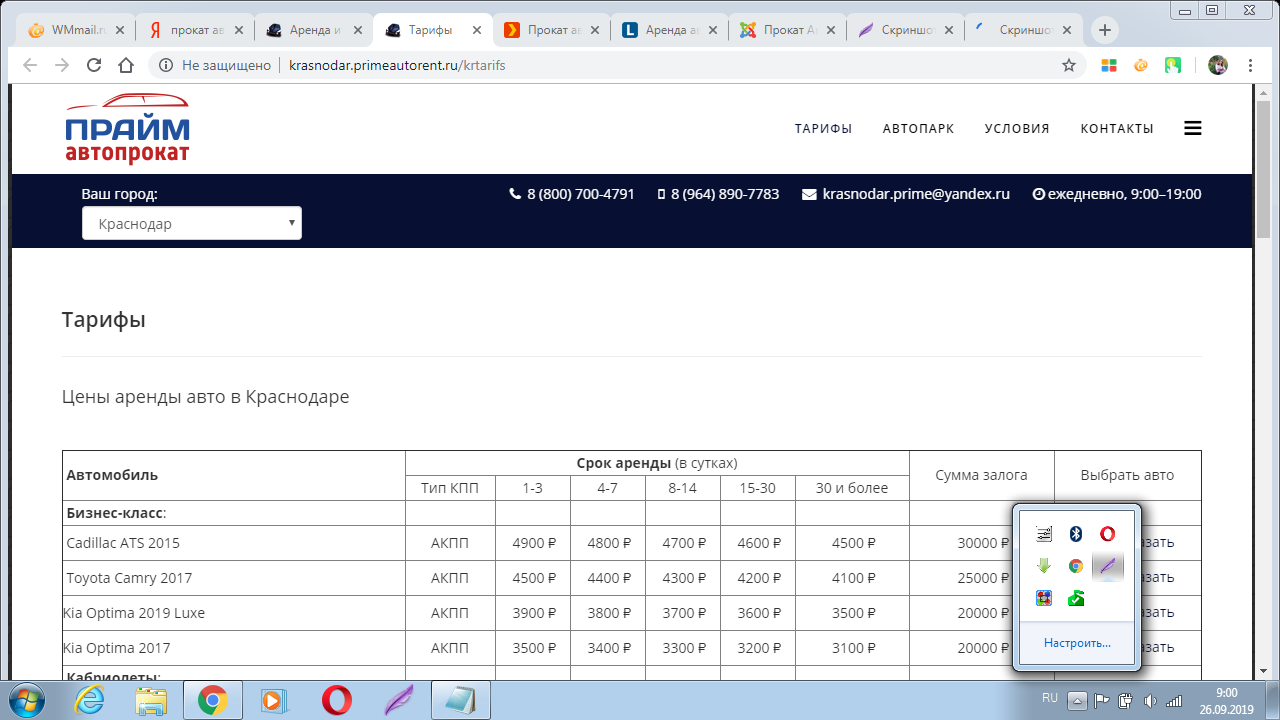 WMmail.ru
прокат ав
Аренда и
Тарифы
Прокат ав
Аренда ав
Прокат А
Скриншот
Скриншот
Не защищено
krasnodar.primeautorent.ru/krtarifs
ПРАЙМ
автопрокат
ТАРИФЫ АВТОПАРК УСЛОВИЯ КОНТАКТЫ
Ваш город:
8 (800) 700-4791 8 (964) 890-7783 krasnodar.prime@yandex.ru ежедневно, 9:00–19:00
Краснодар
Тарифы
Цены аренды авто в Краснодаре
Автомобиль Срок аренды (в сутках) Сумма залога Выбрать авто
Тип КПП 1-3 4-7 8-14 15-30 30 и более
Бизнес-класс:
Cadillac ATS 2015 АКПП 4900 ₽ 4800 ₽ 4700 ₽ 4600 ₽ 4500 ₽ 30000 ₽ азать
Toyota Camry 2017 АКПП 4500 ₽ 4400 ₽ 4300 ₽ 4200 ₽ 4100 ₽ 25000 ₽ азать
Kia Optima 2019 Luxe АКПП 3900 ₽ 3800 ₽ 3700 ₽ 3600 ₽ 3500 ₽ 20000 ₽ азать
Kia Optima 2017 АКПП 3500 ₽ 3400 ₽ 3300 ₽ 3200 ₽ 3100 ₽ 20000 ₽ азать
Кабриолеты:
Настроить...
RU
9:00
26.09.2019